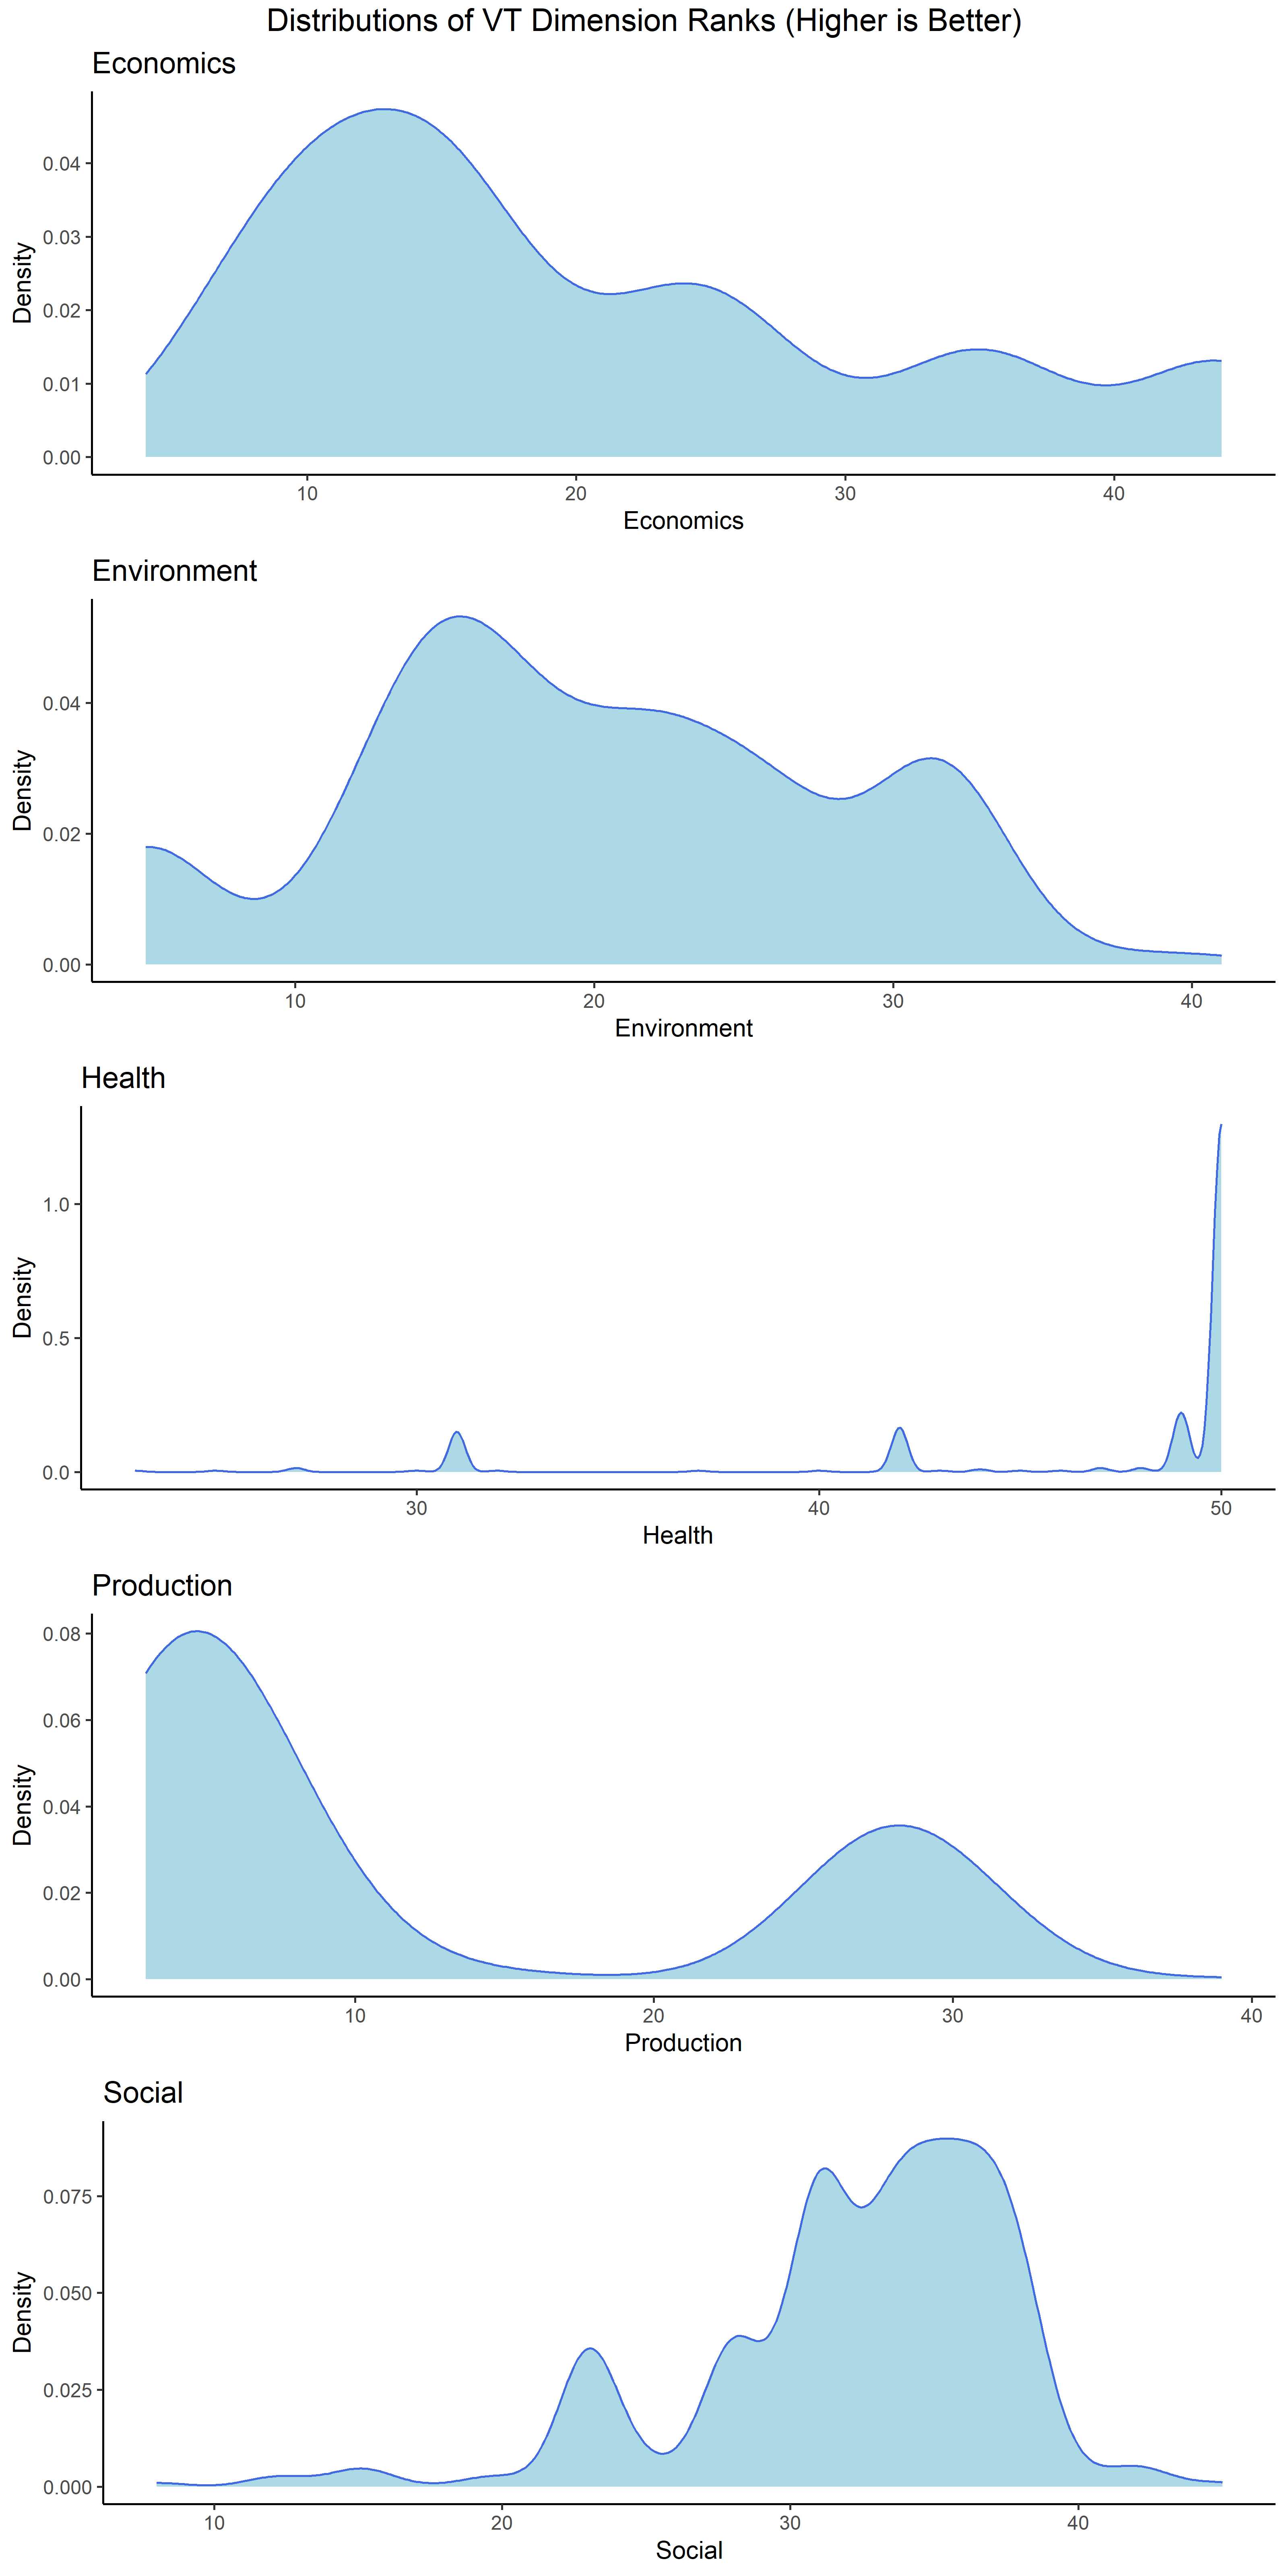 Distributions of VT Dimension Ranks (Higher is Better)
Economics
0.04
0.03
0.02
0.01
0.00
Density
10 20 30 40
Economics
Environment
0.04
0.02
0.00
Density
10 20 30 40
Environment
Health
1.0
0.5
0.0
Density
30 40 50
Health
Production
0.08
0.06
0.04
0.02
0.00
Density
10 20 30 40
Production
Social
0.075
0.050
0.025
0.000
Density
10 20 30 40
Social